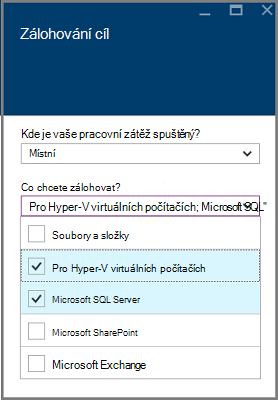 Zálohování cíl
Kde je vaše pracovní zátěž spuštěný?
Místní
Co chcete zálohovat?
Pro Hyper-V virtuálních počítačích; Microsoft SQL
Soubory a složky
Pro Hyper-V virtuálních počítačích
Microsoft SQL Server
Microsoft SharePoint
Microsoft Exchange